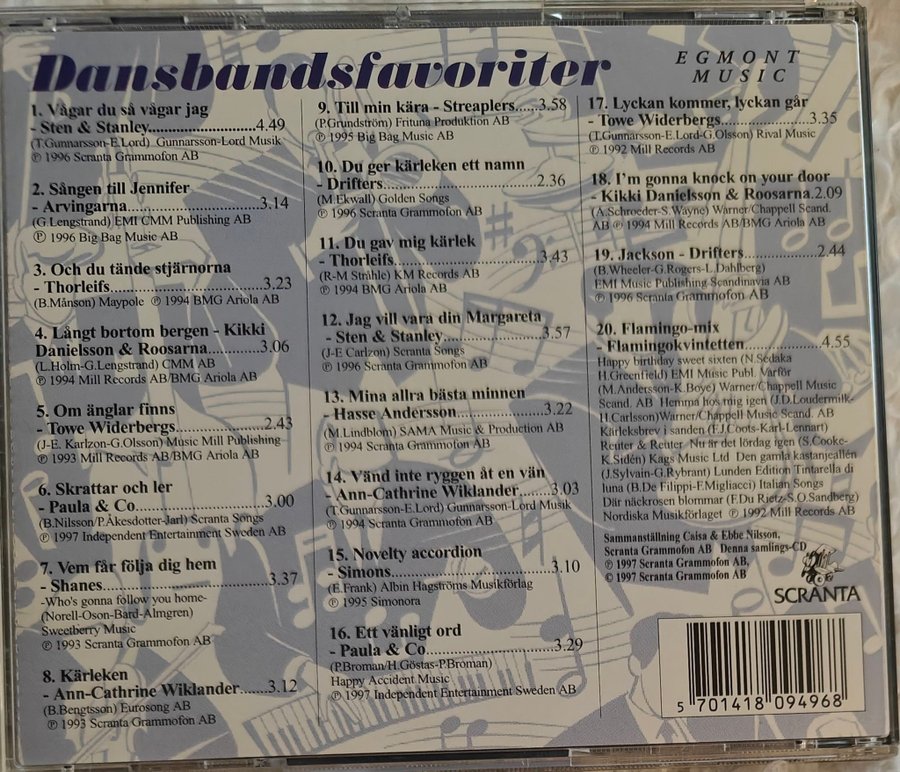 Dansbandsfavoriter
EGMONT
MUSIC
1. Vågar du så vågar jag
- Sten & Stanley..........................4.49
(T.Gunnarsson-E.Lord) Gunnarsson-Lord Musik
℗ 1996 Scranta Grammofon AB
2. Sången till Jennifer
- Arvingarna............................3.14
(G.Lengstrand) EMI CMM Publishing AB
℗ 1996 Big Bag Music AB
3. Och du tände stjärnorna
- Thorleifs...............................3.23
(B.Månson) Maypole ℗ 1994 BMG Ariola AB
4. Långt bortom bergen - Kikki
Danielsson & Roosarna............3.06
(L.Holm-G.Lengstrand) CMM AB
℗ 1994 Mill Records AB/BMG Ariola AB
5. Om änglar finns
- Towe Widerbergs...................2.43
(J-E. Karlzon-G.Olsson) Music Mill Publishing
℗ 1993 Mill Records AB/BMG Ariola AB
6. Skrattar och ler
- Paula & Co............................3.00
(B.Nilsson/P.Åkesdotter-Jarl) Scranta Songs
℗ 1997 Independent Entertainment Sweden AB
7. Vem får följa dig hem
- Shanes....................................3.37
-Who's gonna follow you home-
(Norell-Oson-Bard-Almgren)
Sweetberry Music
℗ 1993 Scranta Grammofon AB
8. Kärleken
- Ann-Cathrine Wiklander.......3.12
(B.Bengtsson) Eurosong AB
℗ 1993 Scranta Grammofon AB
9. Till min kära - Streaplers.....3.58
(P.Grundström) Frituna Produktion AB
℗ 1995 Big Bag Music AB
10. Du ger kärleken ett namn
- Drifters................................2.36
(M.Ekwall) Golden Songs
℗ 1996 Scranta Grammofon AB
11. Du gav mig kärlek
- Thorleifs..............................3.43
(R-M Stråhle) KM Records AB
℗ 1994 BMG Ariola AB
12. Jag vill vara din Margareta
- Sten & Stanley.....................3.57
(J-E Carlzon) Scranta Songs
℗ 1996 Scranta Grammofon AB
13. Mina allra bästa minnen
- Hasse Andersson..................3.22
(M.Lindblom) SAMA Music & Production AB
℗ 1994 Scranta Grammofon AB
14. Vänd inte ryggen åt en vän
- Ann-Cathrine Wiklander......3.03
(T.Gunnarsson-E.Lord) Gunnarsson-Lord Musik
℗ 1994 Scranta Grammofon AB
15. Novelty accordion
- Simons.................................3.10
(E.Frank) Albin Hagströms Musikförlag
℗ 1995 Simonora
16. Ett vänligt ord
- Paula & Co...........................3.29
(P.Broman/H.Göstas-P.Broman)
Happy Accident Music
℗ 1997 Independent Entertainment Sweden AB
17. Lyckan kommer, lyckan går
- Towe Widerbergs....................3.35
(T.Gunnarsson-E.Lord-G.Olsson) Rival Music
℗ 1992 Mill Records AB
18. I'm gonna knock on your door
- Kikki Danielsson & Roosarna.2.09
(A.Schroeder-S.Wayne) Warner/Chappell Scand.
AB ℗ 1994 Mill Records AB/BMG Ariola AB
19. Jackson - Drifters..................2.44
(B.Wheeler-G.Rogers-L.Dahlberg)
EMI Music Publishing Scandinavia AB
℗ 1996 Scranta Grammofon AB
20. Flamingo-mix
- Flamingokvintetten.................4.55
Happy birthday sweet sixten (N.Sedaka
H.Greenfield) EMI Music Publ. Varför
(M.Andersson-K.Boye) Warner/Chappell Music
Scand. AB Hemma hos mig igen (J.D.Loudermilk-
H.Carlsson)Warner/Chappell Music Scand. AB
Kärleksbrev i sanden (F.J.Coots-Karl-Lennart)
Reuter & Reuter Nu är det lördag igen (S.Cooke-
K.Sidén) Kags Music Ltd Den gamla kastanjeallén
(J.Sylvain-G.Rybrant) Lunden Edition Tintarella di
luna (B.De Filippi-F.Migliacci) Italian Songs
Där näckrosen blommar (F.Du Rietz-S.O.Sandberg)
Nordiska Musikförlaget ℗ 1992 Mill Records AB
Sammanställning Caisa & Ebbe Nilsson,
Scranta Grammofon AB Denna samlings-CD
℗ 1997 Scranta Grammofon AB,
© 1997 Scranta Grammofon AB
SCRANTA
5 701418 094968